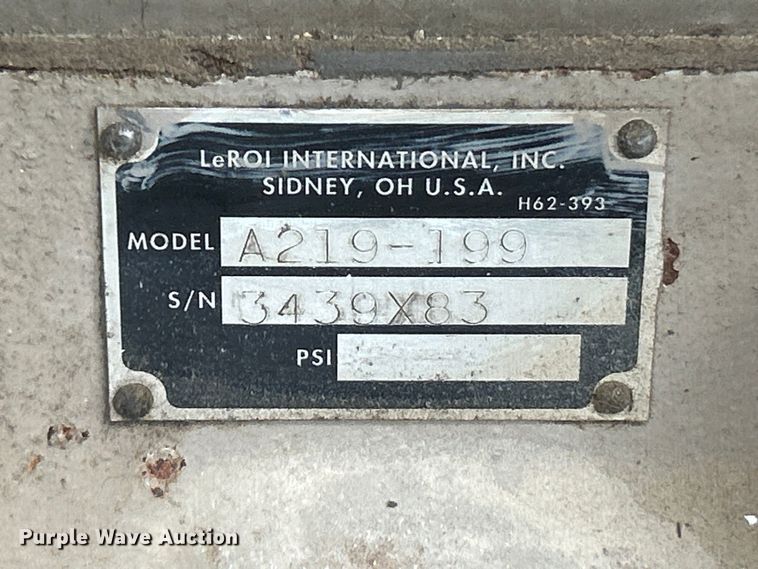 LeROI INTERNATIONAL, INC.
SIDNEY, OH U.S.A.
H62-393
MODEL A219-199
S/N 3439X83
PSI
Purple Wave Auction